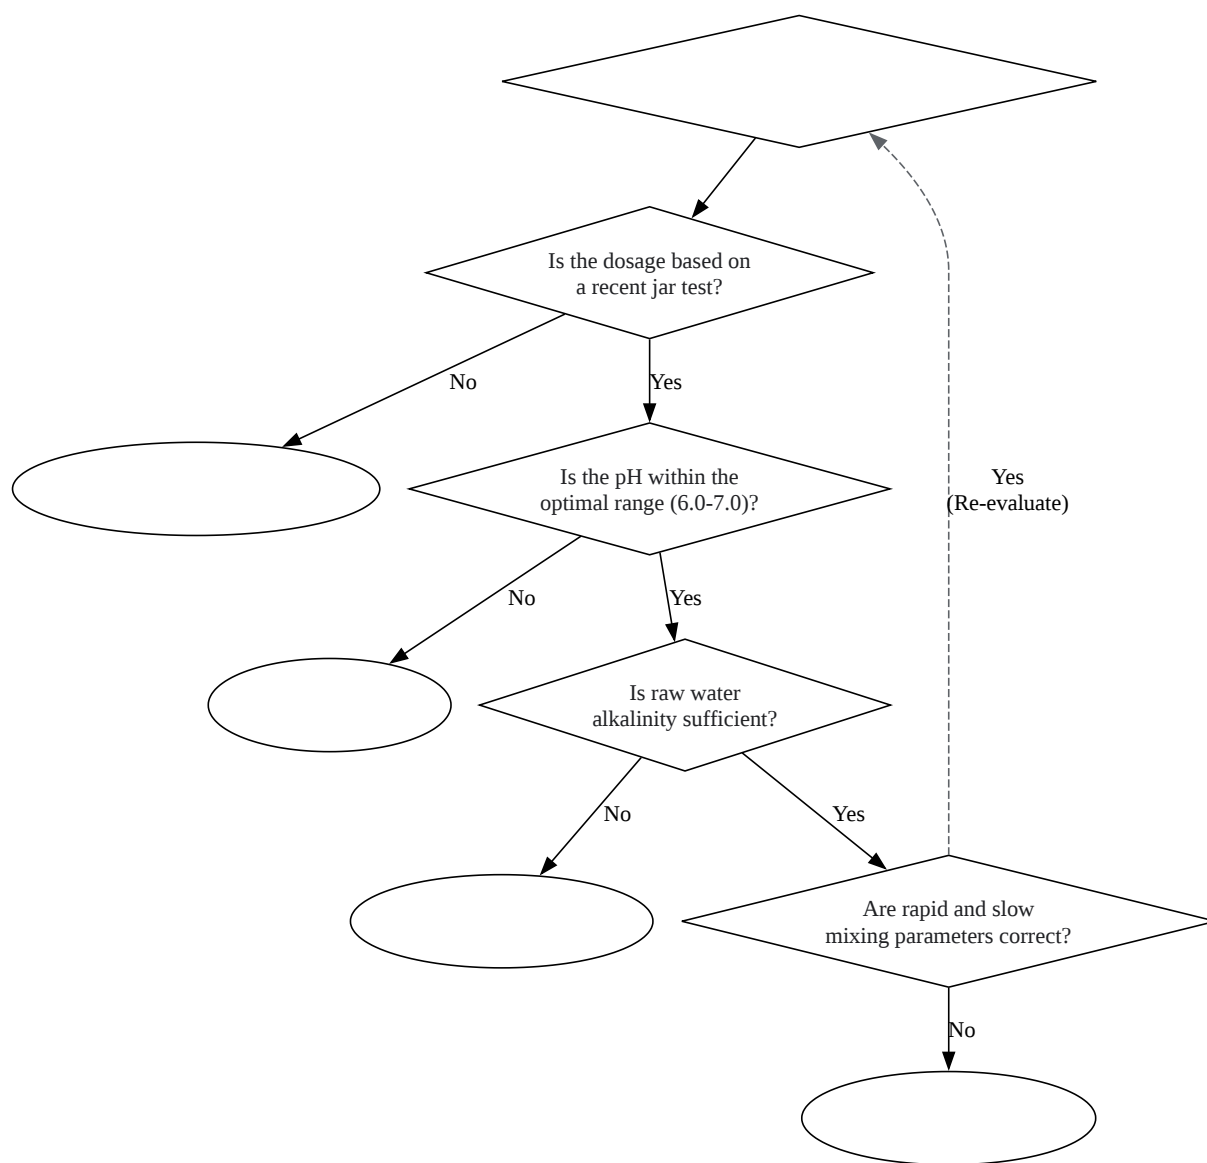 Is the dosage based on
a recent jar test?
No
Yes
Is the pH within the
optimal range (6.0-7.0)?
Yes
(Re-evaluate)
No
Yes
Is raw water
alkalinity sufficient?
No
Yes
Are rapid and slow
mixing parameters correct?
No